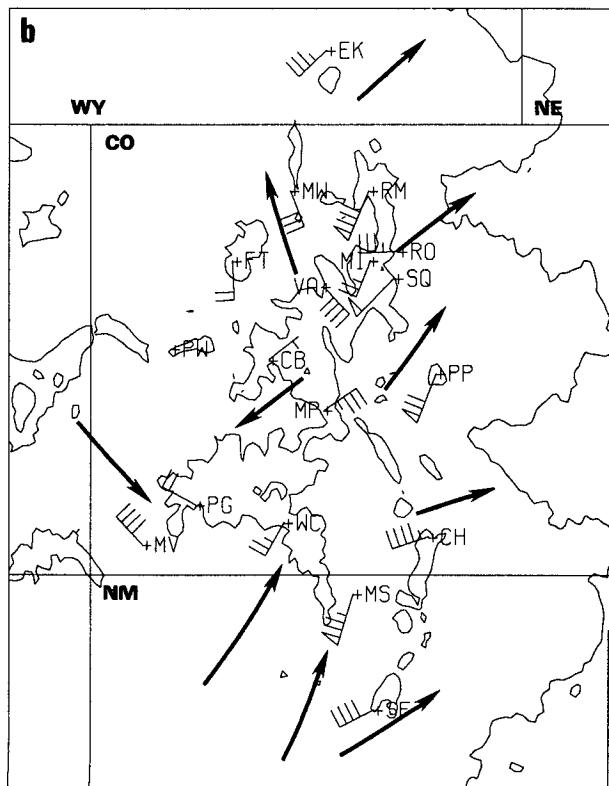 b
+EK
WY
NE
CO
+MW
+RM
+RO
MI+
+FT
+SQ
VR+
+PW
+CB
+PP
MP+
+PG
+WC
+CH
+MV
NM
+MS
+SF